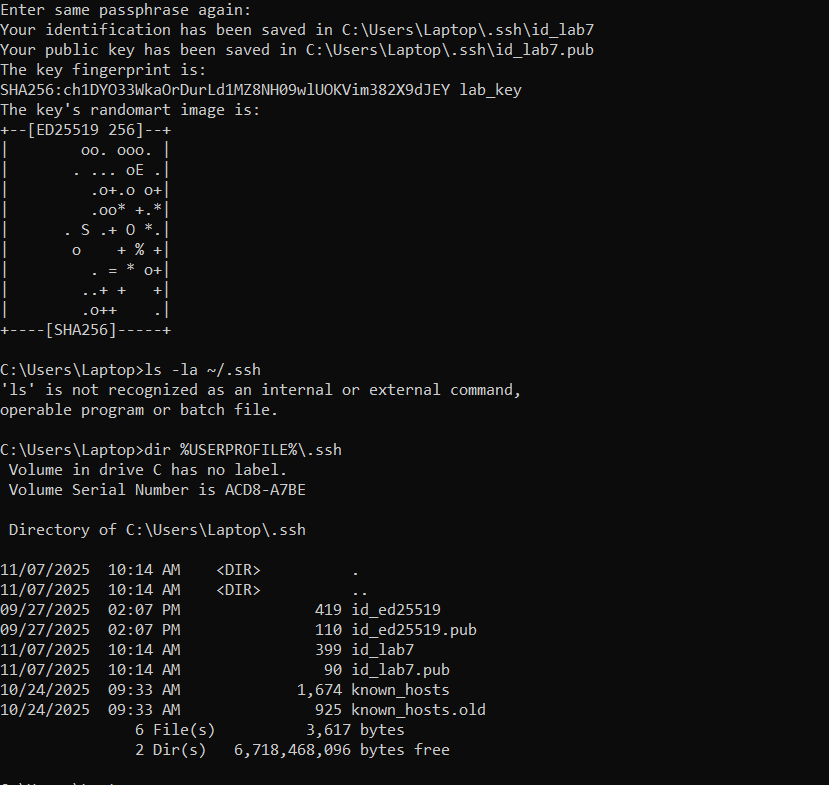 Enter same passphrase again:
Your identification has been saved in C:\Users\Laptop\.ssh\id_lab7
Your public key has been saved in C:\Users\Laptop\.ssh\id_lab7.pub
The key fingerprint is:
SHA256:ch1DYO33WkaOrDurLd1MZ8NH09wlUOKVim382X9dJEY lab_key
The key's randomart image is:
+--[ED25519 256]--+
|        oo. ooo. |
|       . ... oE .|
|         .o+.o o+|
|         .oo* +.*|
|      . S .+ O *.|
|       o    + % +|
|         . = * o+|
|        ..+ +   +|
|        .o++    .|
+----[SHA256]-----+
C:\Users\Laptop>ls -la ~/.ssh
'ls' is not recognized as an internal or external command,
operable program or batch file.
C:\Users\Laptop>dir %USERPROFILE%\.ssh
 Volume in drive C has no label.
 Volume Serial Number is ACD8-A7BE
 Directory of C:\Users\Laptop\.ssh
11/07/2025  10:14 AM    <DIR>          .
11/07/2025  10:14 AM    <DIR>          ..
09/27/2025  02:07 PM               419 id_ed25519
09/27/2025  02:07 PM               110 id_ed25519.pub
11/07/2025  10:14 AM               399 id_lab7
11/07/2025  10:14 AM                90 id_lab7.pub
10/24/2025  09:33 AM             1,674 known_hosts
10/24/2025  09:33 AM               925 known_hosts.old
               6 File(s)          3,617 bytes
               2 Dir(s)   6,718,468,096 bytes free